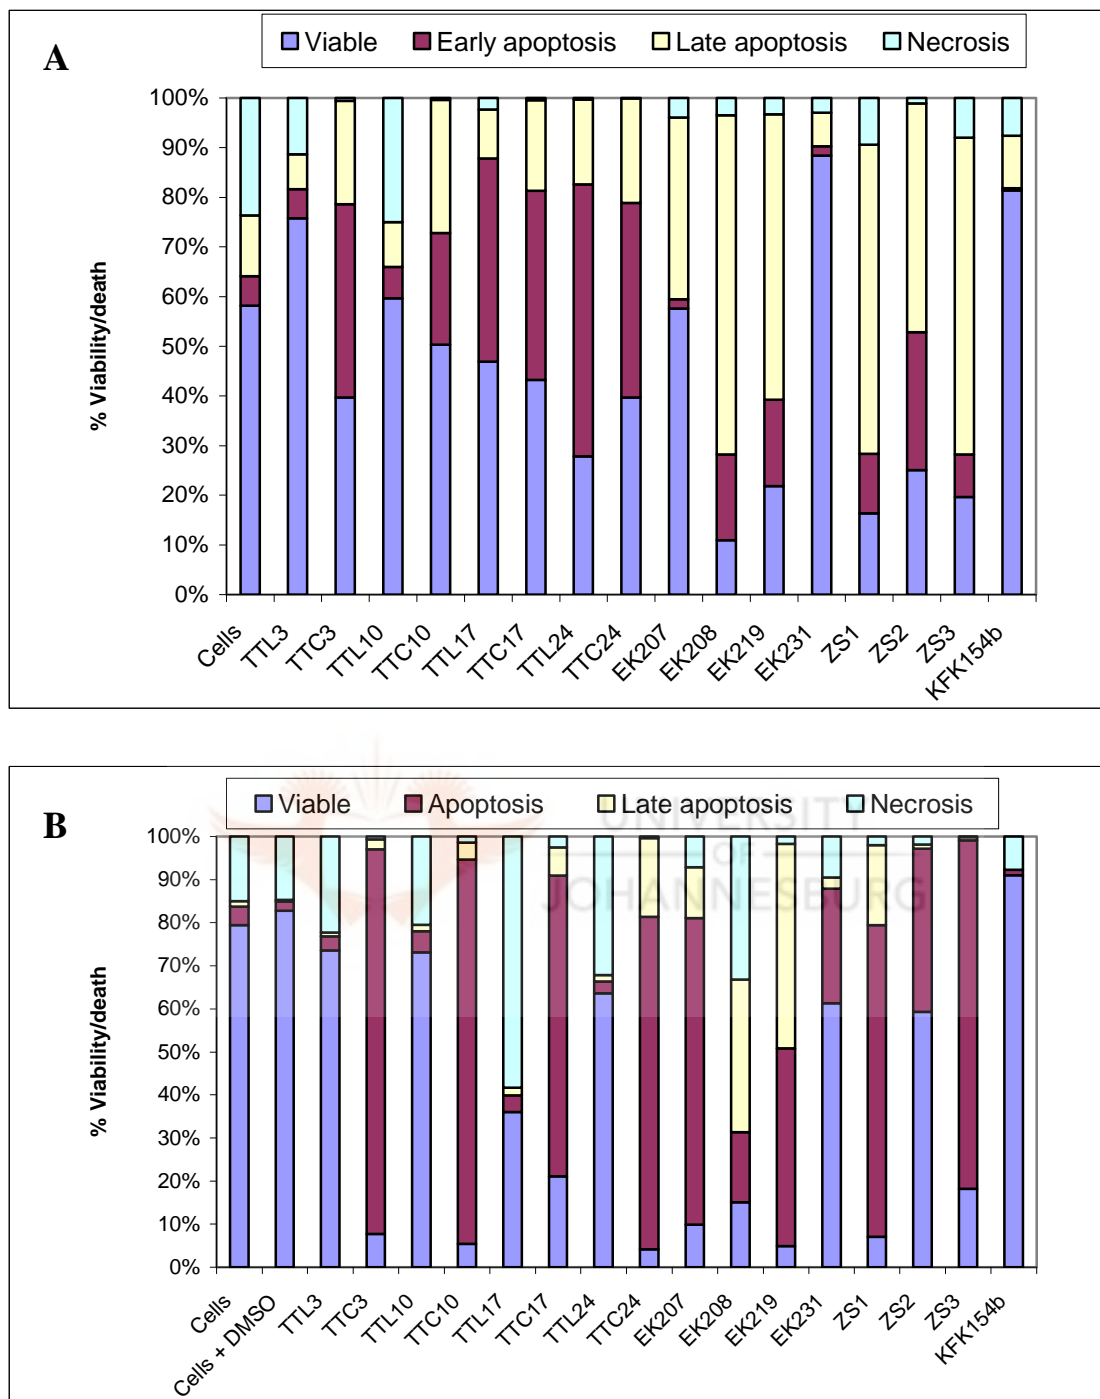 A
Viable Early apoptosis Late apoptosis Necrosis
100%
90%
80%
70%
60%
50%
40%
30%
20%
10%
0%
% Viability/death
Cells TTL3 TTC3 TTL10 TTC10 TTL17 TTC17 TTL24 TTC24 EK207 EK208 EK219 EK231 ZS1 ZS2 ZS3 KFK154b
B
Viable Apoptosis Late apoptosis Necrosis
UNIVERSITY
OF
JOHANNESBURG
100%
90%
80%
70%
60%
50%
40%
30%
20%
10%
0%
% Viability/death
Cells Cells + DMSO TTL3 TTC3 TTL10 TTC10 TTL17 TTC17 TTL24 TTC24 EK207 EK208 EK219 EK231 ZS1 ZS2 ZS3 KFK154b